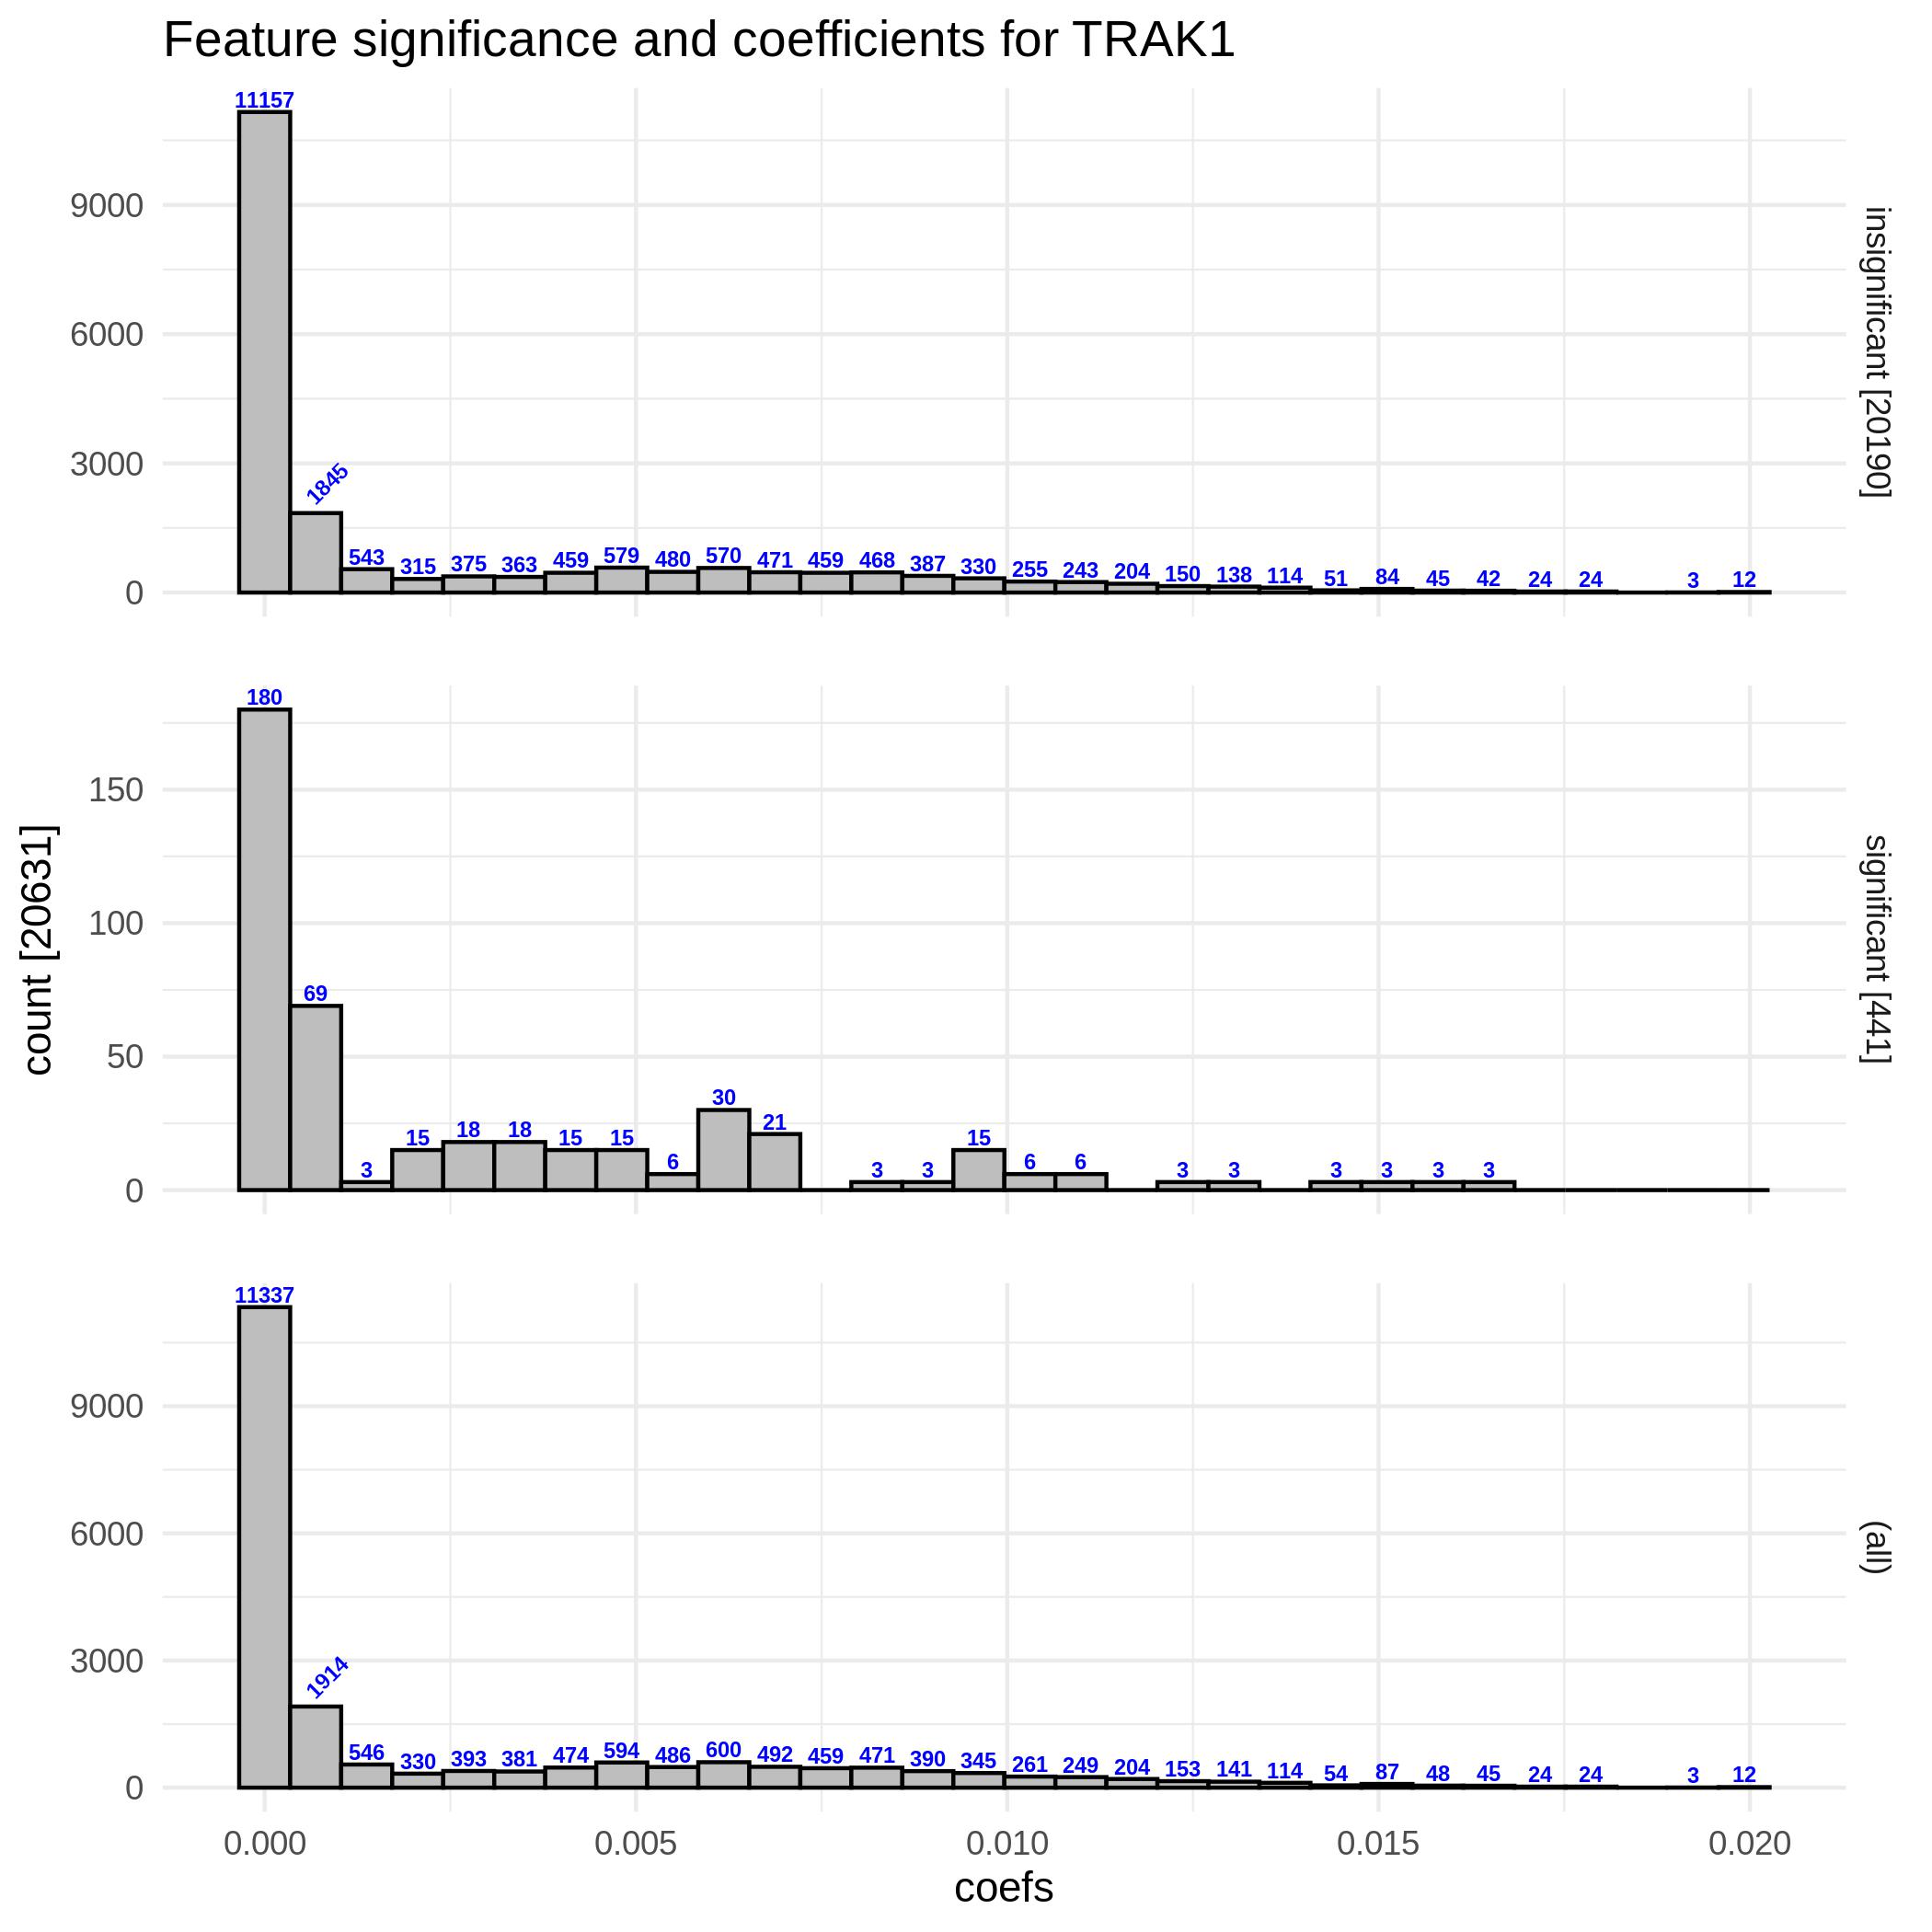 Feature significance and coefficients for TRAK1
count [20631]
9000
6000
3000
0
11157
1845
543 315 375 363 459 579 480 570 471 459 468 387 330 255 243 204 150 138 114 51 84 45 42 24 24 3 12
insignificant [20190]
150
100
50
0
180
69
3 15 18 18 15 15 6 30 21 3 3 15 6 6 3 3 3 3 3 3
significant [441]
9000
6000
3000
0
11337
1914
546 330 393 381 474 594 486 600 492 459 471 390 345 261 249 204 153 141 114 54 87 48 45 24 24 3 12
(all)
0.000 0.005 0.010 0.015 0.020
coefs